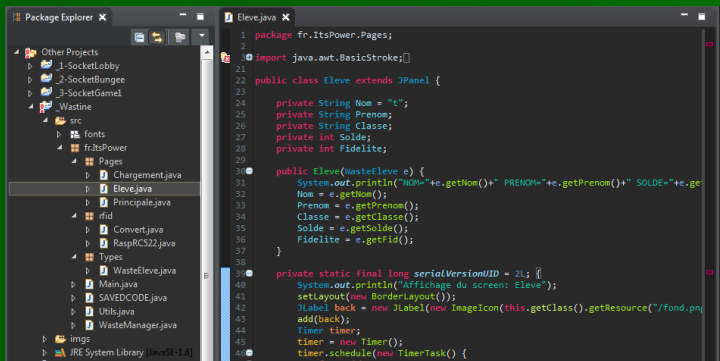 Package Explorer
Other Projects
_1-SocketLobby
_2-SocketBungee
_3-SocketGame1
_Wastine
src
fonts
fr.ItsPower
Pages
Chargement.java
Eleve.java
Principale.java
rfid
Convert.java
RaspRC522.java
Types
WasteEleve.java
Main.java
SAVEDCODE.java
Utils.java
WasteManager.java
imgs
JRE System Library [JavaSE-1.8]
Eleve.java
1 package fr.ItsPower.Pages;
2
3 import java.awt.BasicStroke;
21
22 public class Eleve extends JPanel {
23
24 private String Nom = "t";
25 private String Prenom;
26 private String Classe;
27 private int Solde;
28 private int Fidelite;
29
30 public Eleve(WasteEleve e) {
31 System.out.println("NOM="+e.getNom()+" PRENOM="+e.getPrenom()+" SOLDE="+e.ge
32 Nom = e.getNom();
33 Prenom = e.getPrenom();
34 Classe = e.getClasse();
35 Solde = e.getSolde();
36 Fidelite = e.getFid();
37 }
38
39 private static final long serialVersionUID = 2L; {
40 System.out.println("Affichage du screen: Eleve");
41 setLayout(new BorderLayout());
42 JLabel back = new JLabel(new ImageIcon(this.getClass().getResource("/fond.png
43 add(back);
44 Timer timer;
45 timer = new Timer();
46 timer.schedule(new TimerTask() {